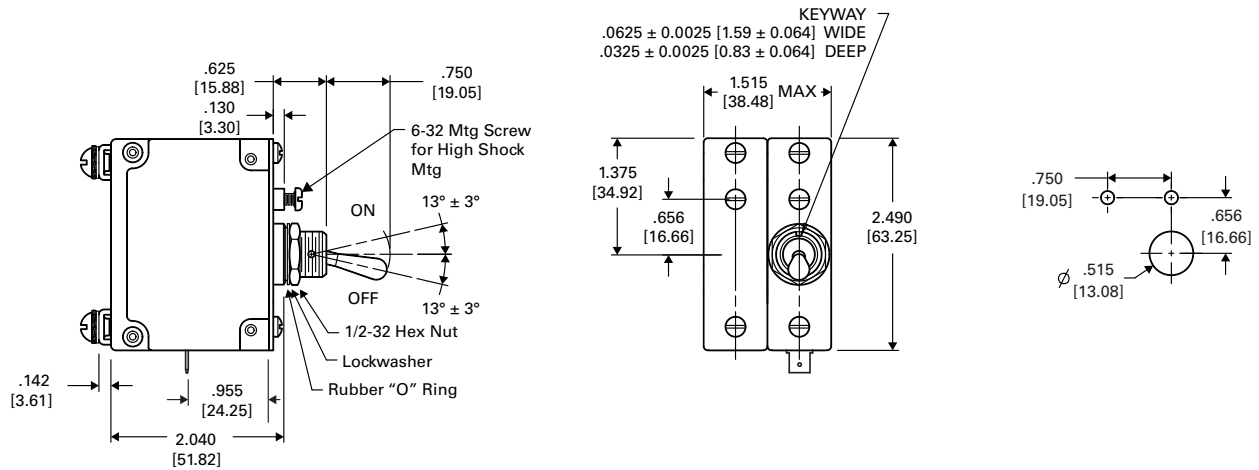 .625
[15.88]
.750
[19.05]
.130
[3.30]
6-32 Mtg Screw
for High Shock
Mtg
13° ± 3°
ON
OFF
13° ± 3°
1/2-32 Hex Nut
Lockwasher
Rubber “O” Ring
.142
[3.61]
.955
[24.25]
2.040
[51.82]
KEYWAY
.0625 ± 0.0025 [1.59 ± 0.064] WIDE
.0325 ± 0.0025 [0.83 ± 0.064] DEEP
1.515
[38.48] MAX
1.375
[34.92]
.656
[16.66]
2.490
[63.25]
.750
[19.05]
.656
[16.66]
Ø .515
[13.08]